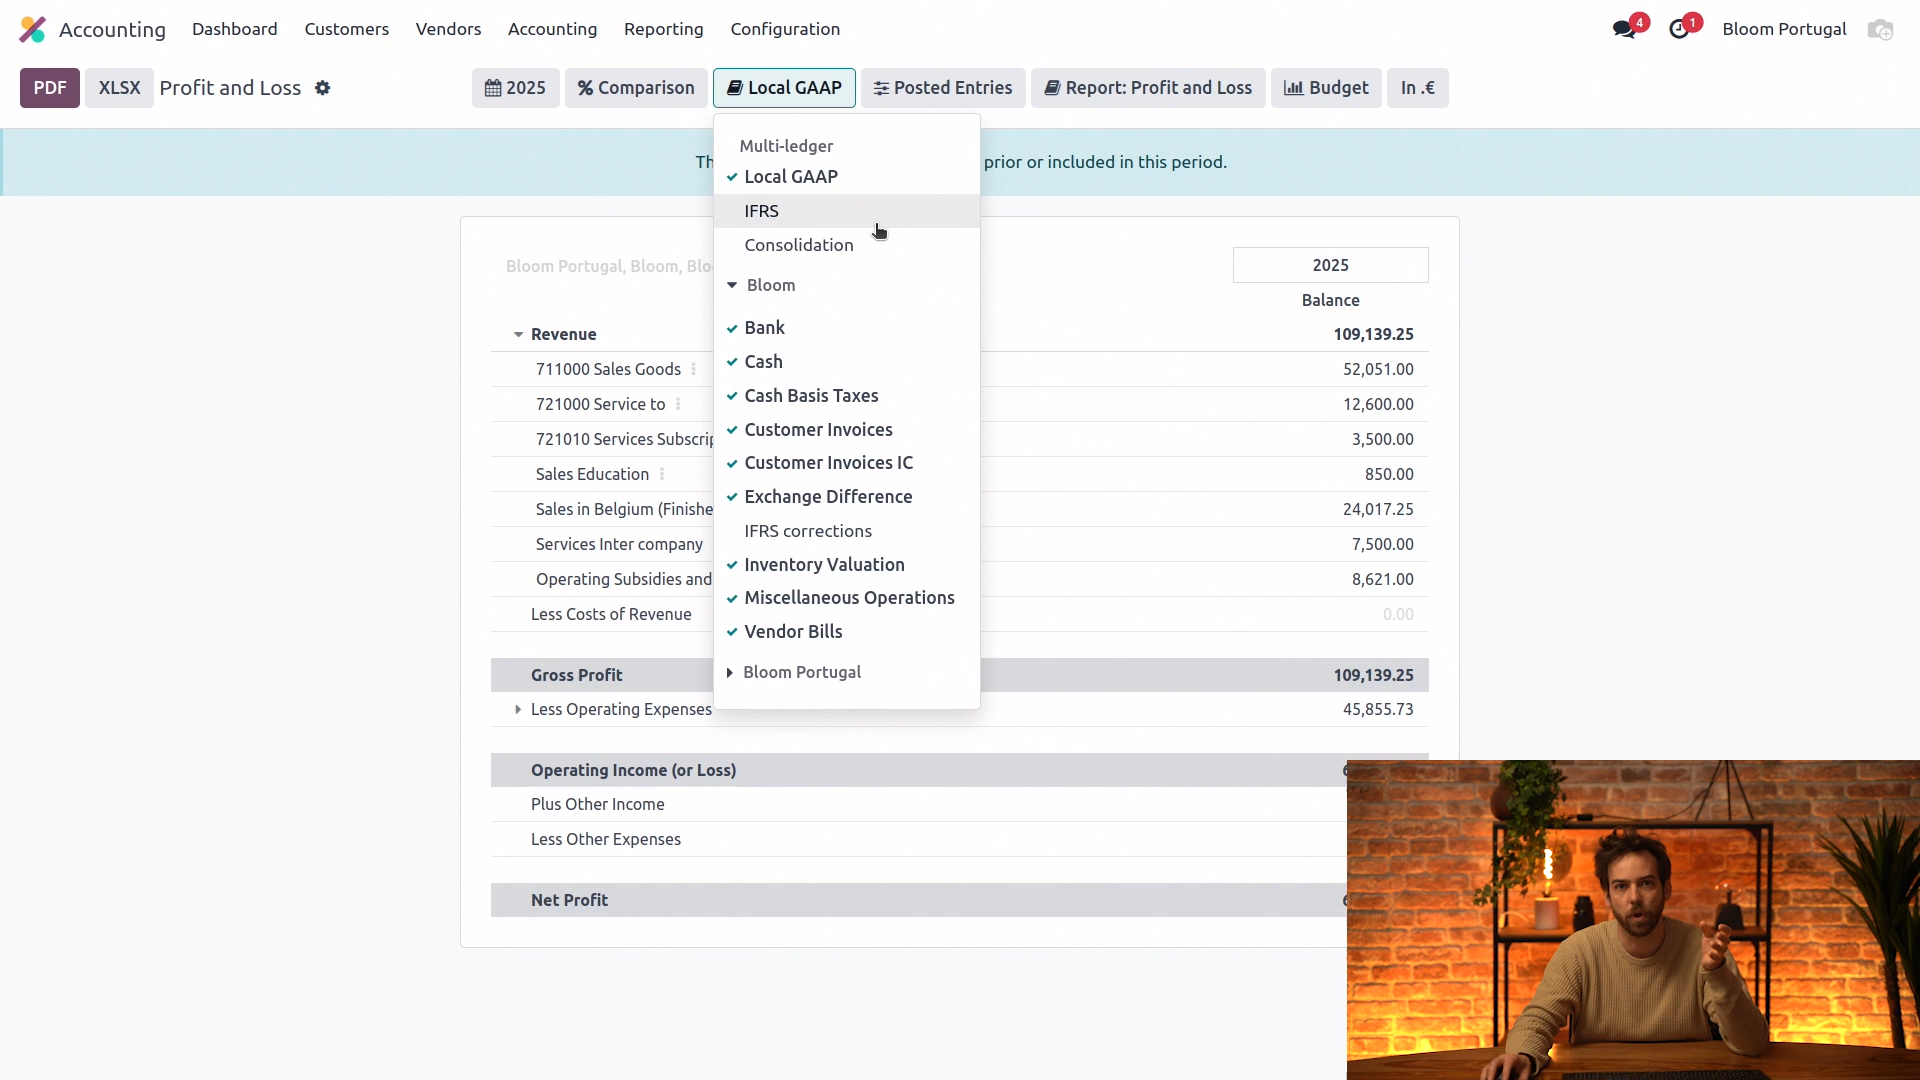 Accounting Dashboard Customers Vendors Accounting Reporting Configuration 4 1 Bloom Portugal
PDF XLSX Profit and Loss 2025 % Comparison Local GAAP Posted Entries Report: Profit and Loss Budget In .€
prior or included in this period.
Multi-ledger
Local GAAP
IFRS
Consolidation
Bloom
Bank
Cash
Cash Basis Taxes
Customer Invoices
Customer Invoices IC
Exchange Difference
IFRS corrections
Inventory Valuation
Miscellaneous Operations
Vendor Bills
Bloom Portugal
Bloom Portugal, Bloom,
2025
Balance
Revenue 109,139.25
711000 Sales Goods 52,051.00
721000 Service to 12,600.00
721010 Services 3,500.00
Sales Education 850.00
Sales in Belgium 24,017.25
Services Inter company 7,500.00
Operating Subsidies and 8,621.00
Less Costs of Revenue 0.00
Gross Profit 109,139.25
Less Operating Expenses 45,855.73
Operating Income (or Loss)
Plus Other Income
Less Other Expenses
Net Profit